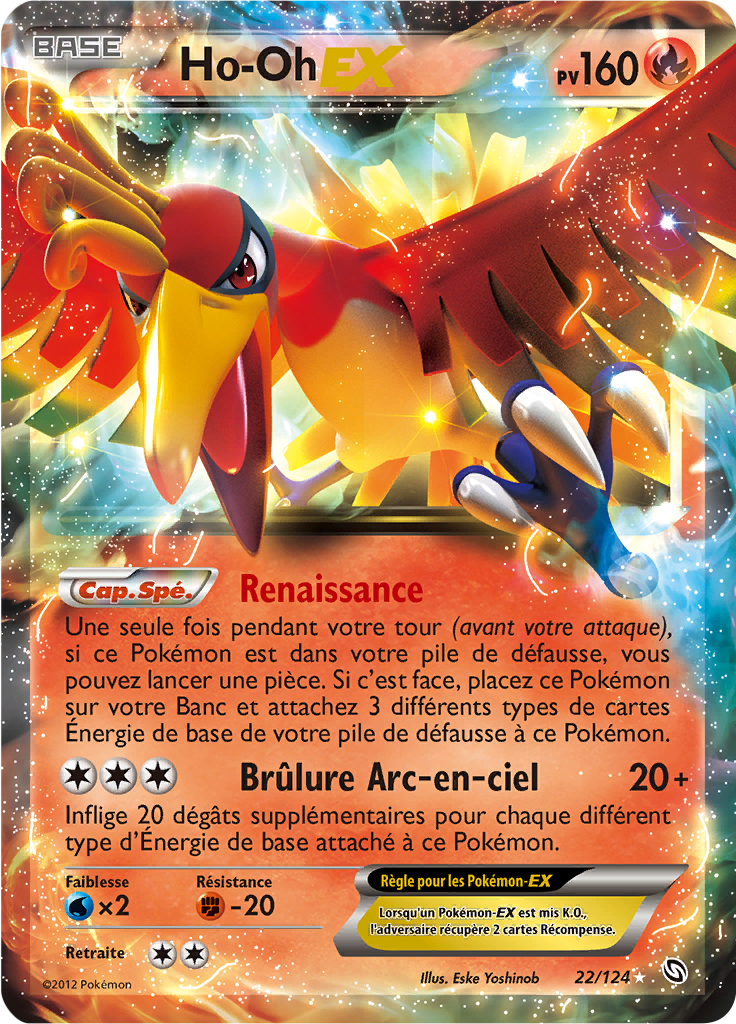 BASE
Ho-Oh EX
PV160
Cap.Spé. Renaissance
Une seule fois pendant votre tour (avant votre attaque),
si ce Pokémon est dans votre pile de défausse, vous
pouvez lancer une pièce. Si c'est face, placez ce Pokémon
sur votre Banc et attachez 3 différents types de cartes
Énergie de base de votre pile de défausse à ce Pokémon.
Brûlure Arc-en-ciel 20+
Inflige 20 dégâts supplémentaires pour chaque différent
type d'Énergie de base attaché à ce Pokémon.
Faiblesse
×2
Résistance
-20
Retraite
Règle pour les Pokémon-EX
Lorsqu'un Pokémon-EX est mis K.O.,
l'adversaire récupère 2 cartes Récompense.
©2012 Pokémon
Illus. Eske Yoshinob
22/124